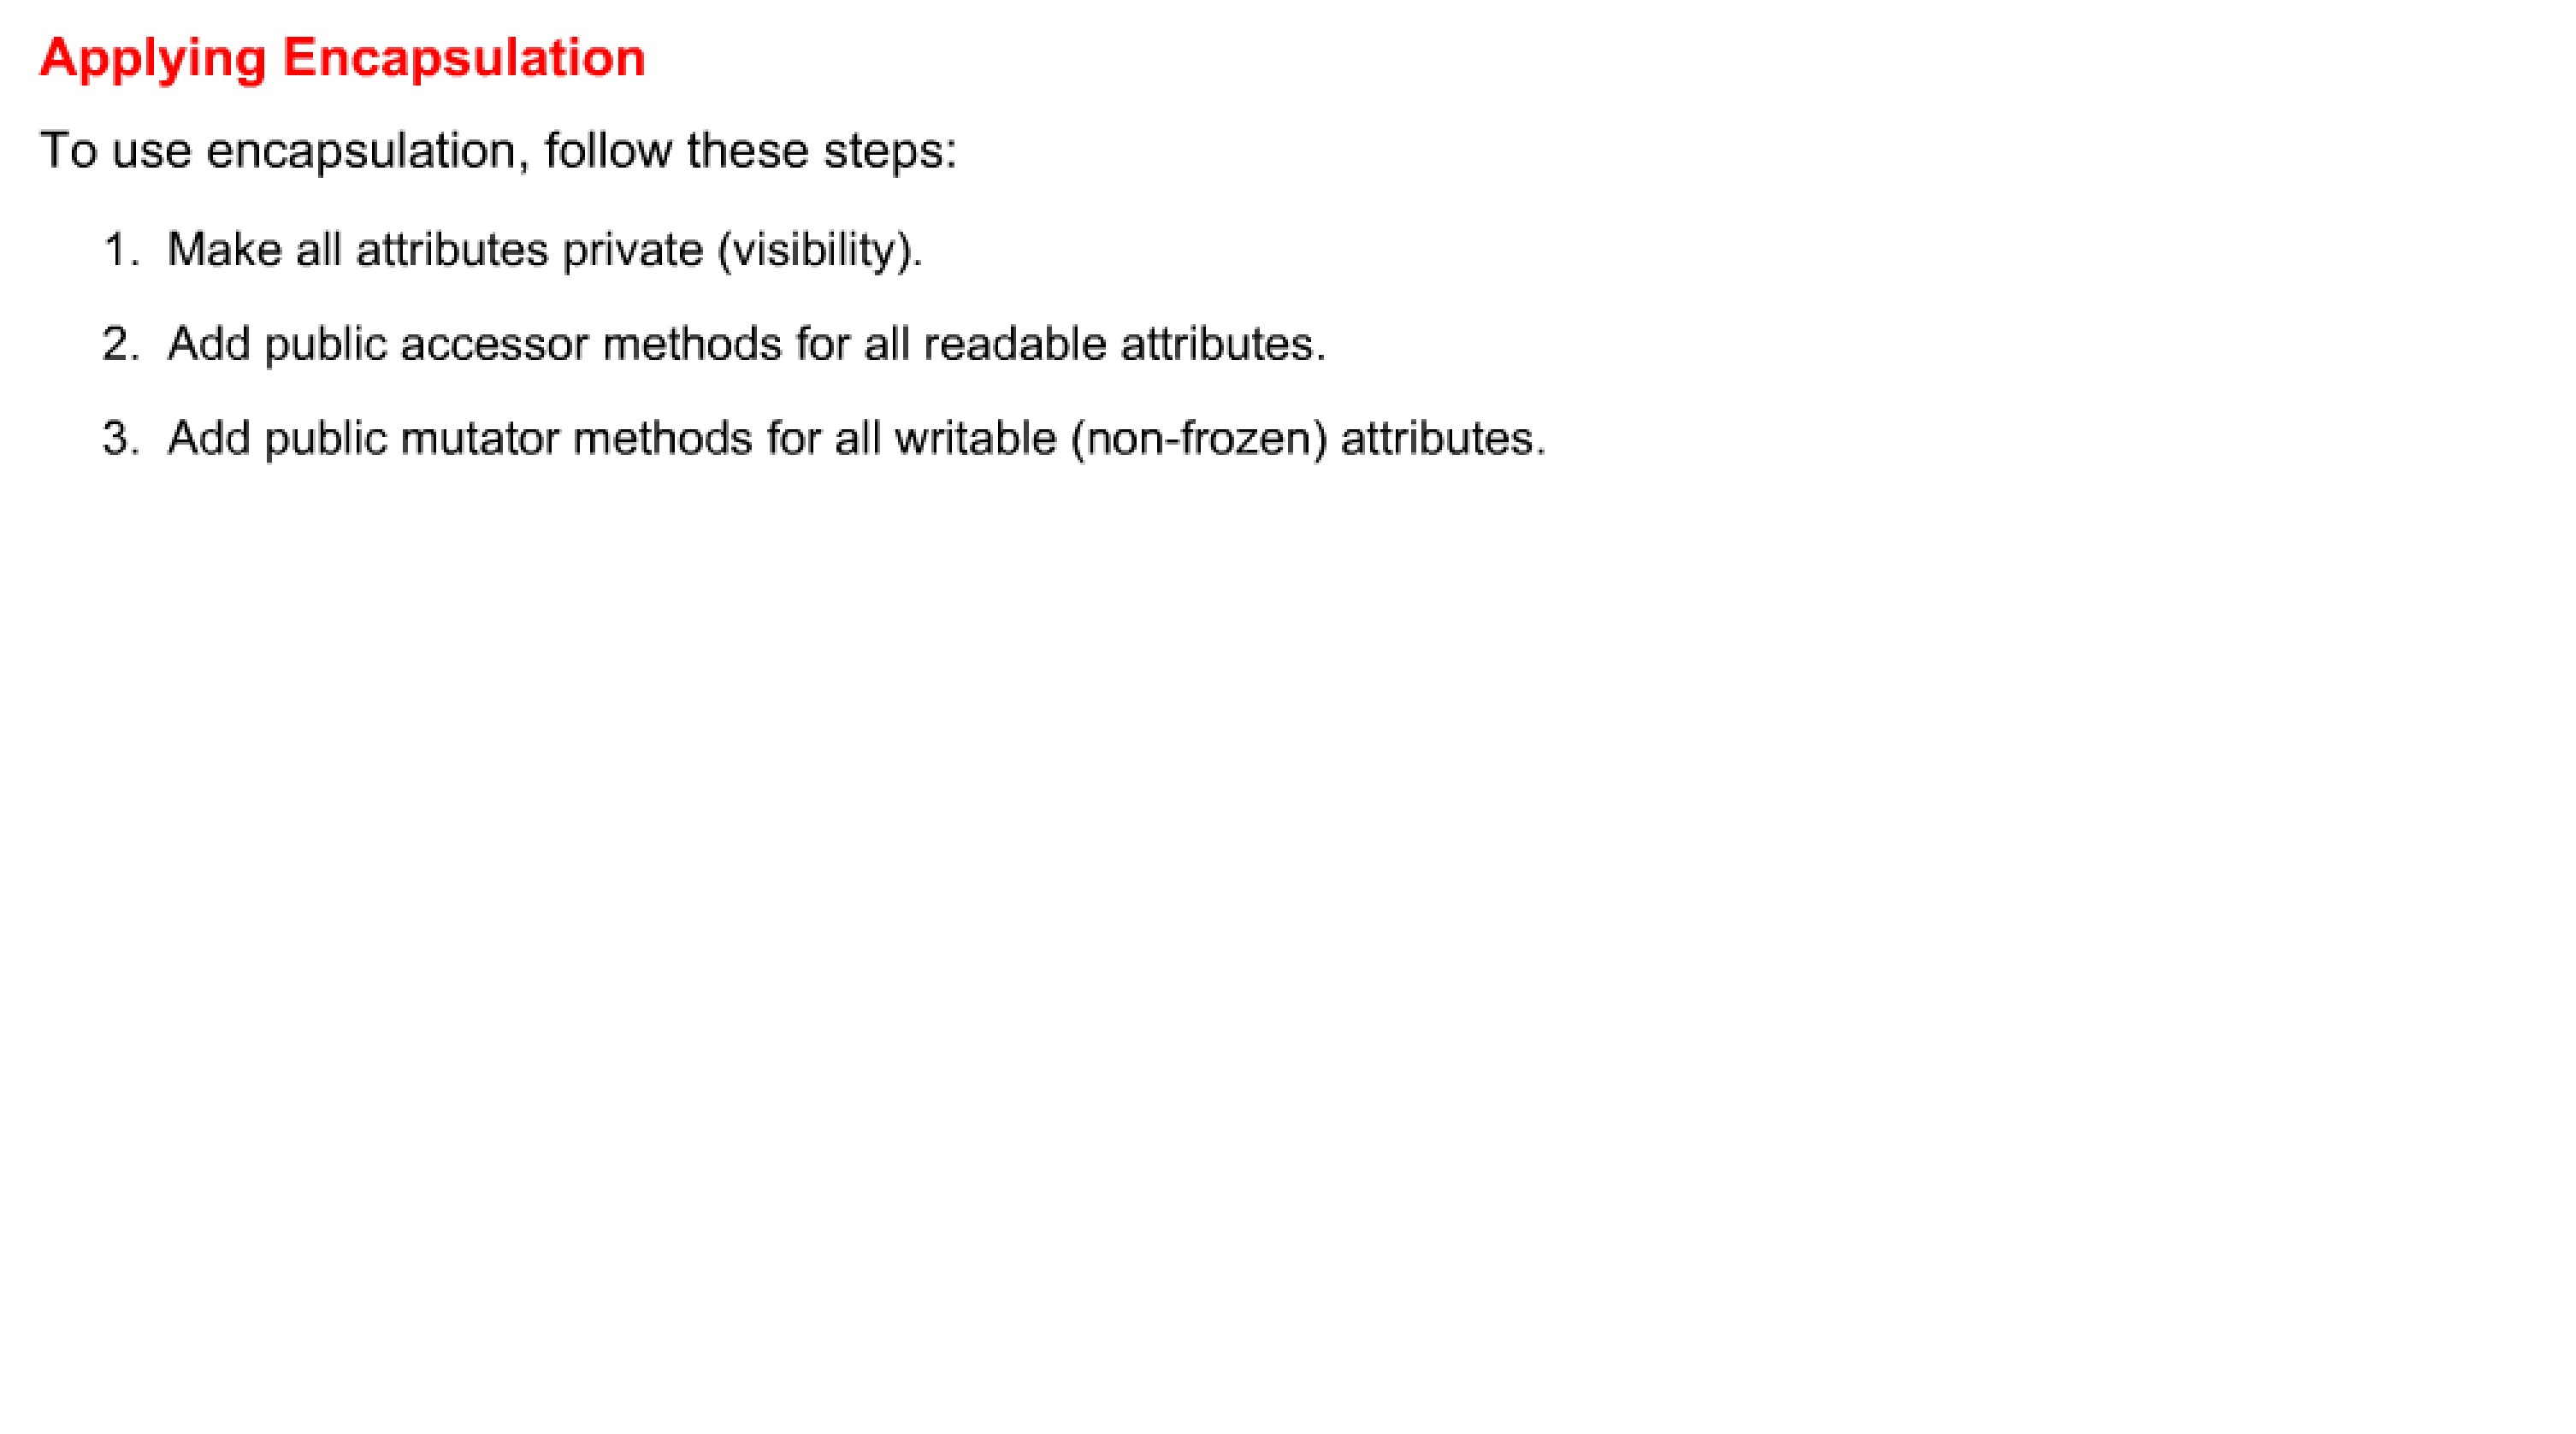 Applying Encapsulation
To use encapsulation, follow these steps:
1. Make all attributes private (visibility).
2. Add public accessor methods for all readable attributes.
3. Add public mutator methods for all writable (non-frozen) attributes.